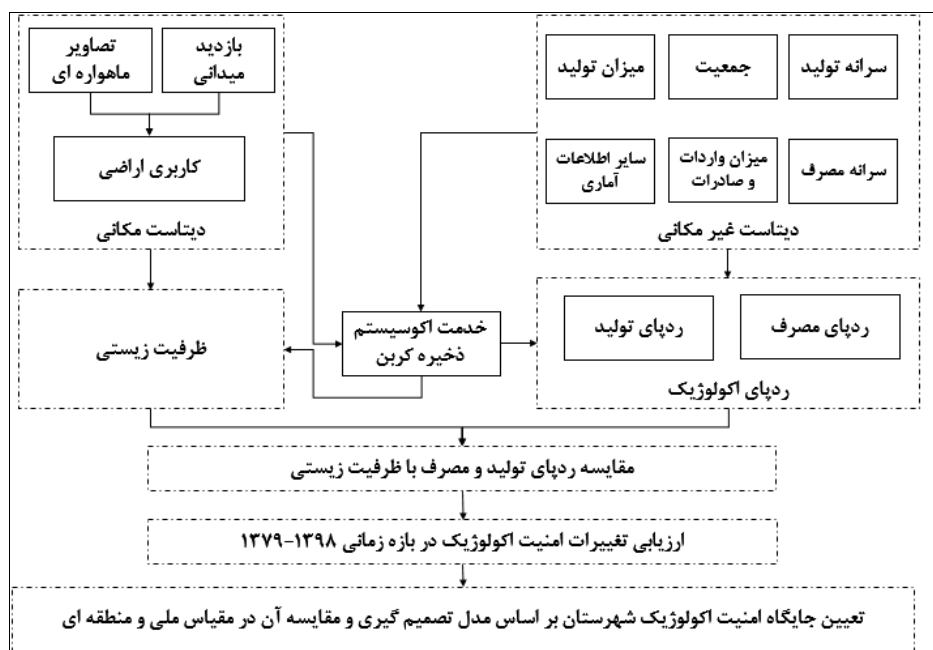 سرانه تولید
جمعیت
میزان تولید
سرانه مصرف
میزان واردات
و صادرات
سایر اطلاعات
آماری
دیتاست غیر مکانی
بازدید
میدانی
تصاویر
ماهواره ای
کاربری اراضی
دیتاست مکانی
ردپای مصرف
ردپای تولید
ردپای اکولوژیک
خدمت اکوسیستم
ذخیره کربن
ظرفیت زیستی
مقایسه ردپای تولید و مصرف با ظرفیت زیستی
ارزیابی تغییرات امنیت اکولوژیک در بازه زمانی ۱۳۹۸-۱۳۷۹
تعیین جایگاه امنیت اکولوژیک شهرستان بر اساس مدل تصمیم گیری و مقایسه آن در مقیاس ملی و منطقه ای